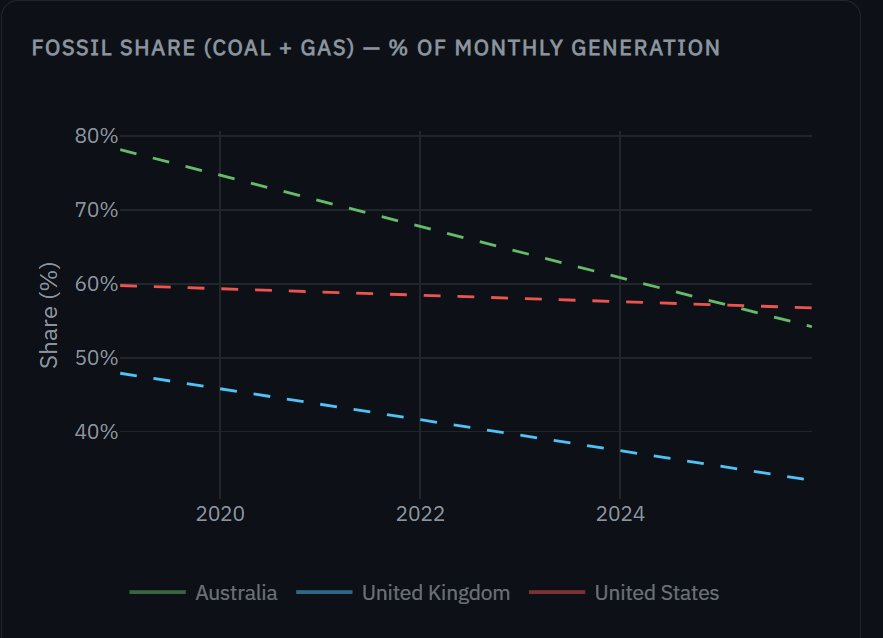 FOSSIL SHARE (COAL + GAS) — % OF MONTHLY GENERATION
80%
70%
60%
50%
40%
Share (%)
2020 2022 2024
Australia United Kingdom United States